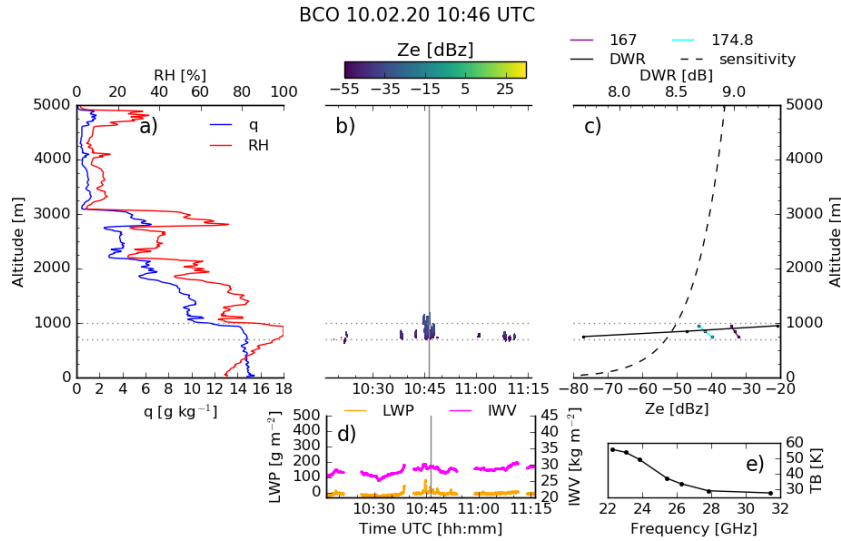 BCO 10.02.20 10:46 UTC
Ze [dBz]
−55 −35 −15 5 25
167 174.8
DWR sensitivity
RH [%]
0 20 40 60 80 100
DWR [dB]
8.0 8.5 9.0
a)
q
RH
b)
c)
5000
4000
3000
2000
1000
0
Altitude [m]
0 2 4 6 8 10 12 14 16 18
q [g kg⁻¹]
10:30 10:45 11:00 11:15
5000
4000
3000
2000
1000
0
Altitude [m]
−80 −70 −60 −50 −40 −30 −20
Ze [dBz]
LWP IWV
d)
500
400
300
200
100
0
LWP [g m⁻²]
45
40
35
30
25
20
IWV [kg m⁻²]
10:30 10:45 11:00 11:15
Time UTC [hh:mm]
e)
60
50
40
30
TB [K]
22 24 26 28 30 32
Frequency [GHz]